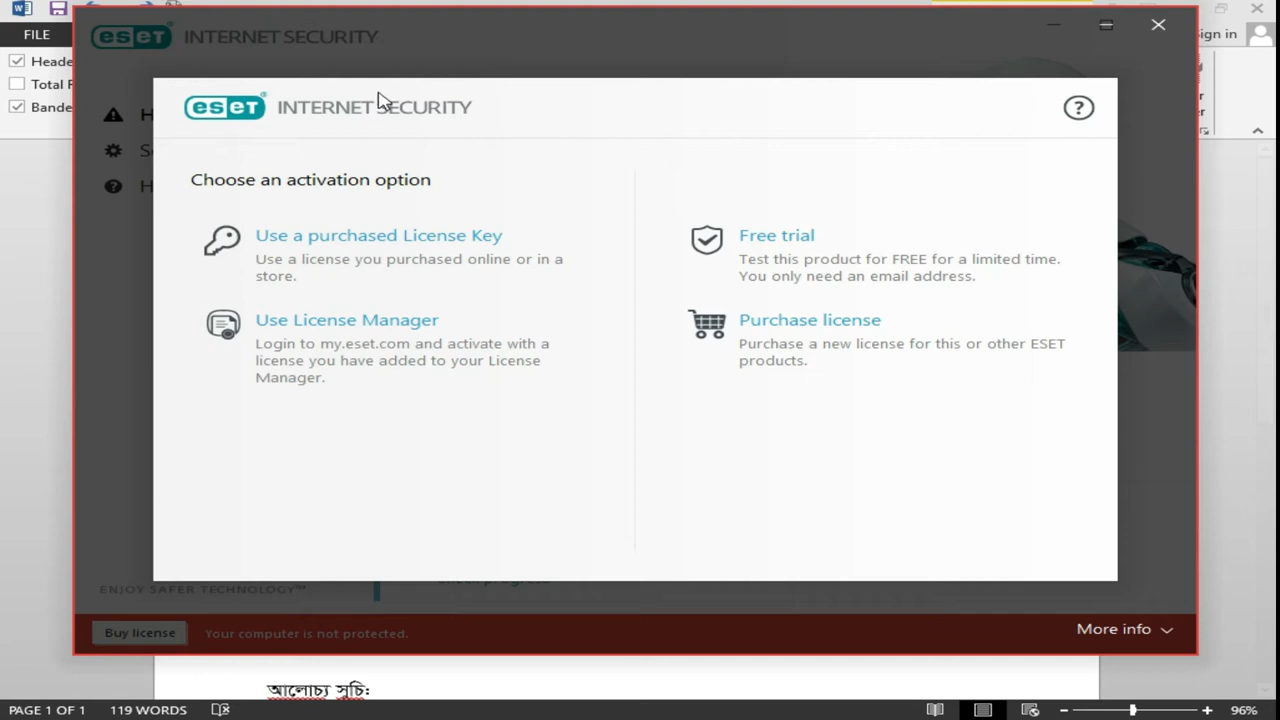 FILE
ign in
Heade
Total R
Bande
eset INTERNET SECURITY
eset INTERNET SECURITY
Choose an activation option
Use a purchased License Key
Use a license you purchased online or in a
store.
Use License Manager
Login to my.eset.com and activate with a
license you have added to your License
Manager.
Free trial
Test this product for FREE for a limited time.
You only need an email address.
Purchase license
Purchase a new license for this or other ESET
products.
ENJOY SAFER TECHNOLOGY™
Buy license
Your computer is not protected.
More info
আলোচ্য সুচি:
PAGE 1 OF 1
119 WORDS
96%